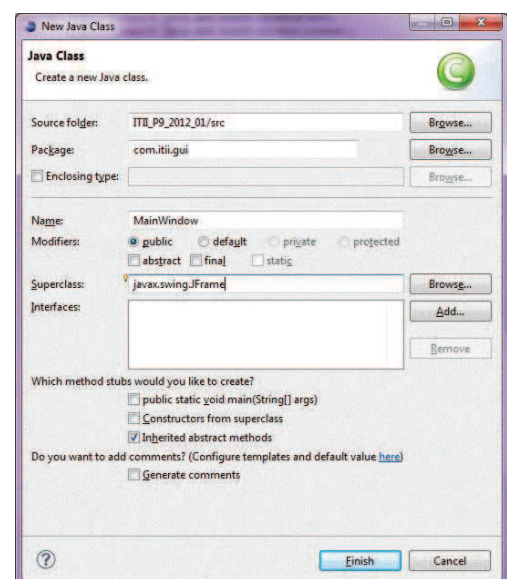 New Java Class
Java Class
Create a new Java class.
Source folder: ITII_P9_2012_01/src Browse...
Package: com.itii.gui Browse...
Enclosing type: Browse...
Name: MainWindow
Modifiers: public default private protected
abstract final static
Superclass: javax.swing.JFrame Browse...
Interfaces: Add...
Remove
Which method stubs would you like to create?
public static void main(String[] args)
Constructors from superclass
Inherited abstract methods
Do you want to add comments? (Configure templates and default value here)
Generate comments
Finish Cancel